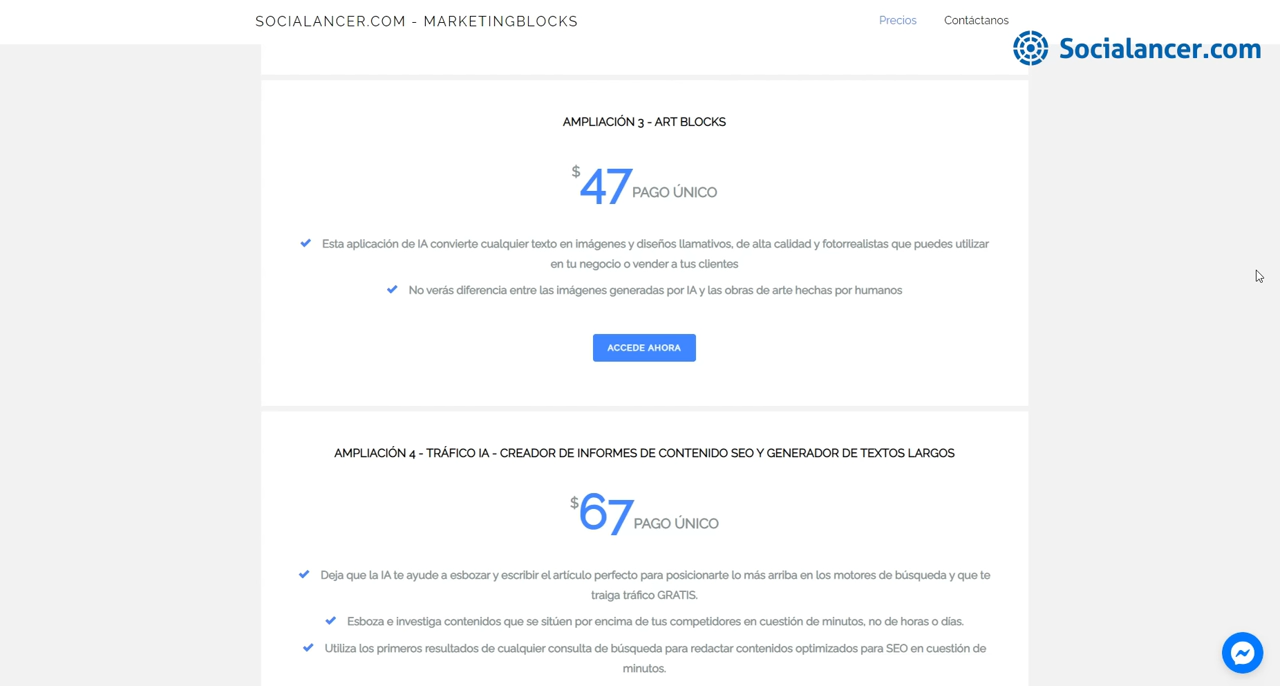 SOCIALANCER.COM - MARKETINGBLOCKS
Precios
Contáctanos
Socialancer.com
AMPLIACIÓN 3 - ART BLOCKS
$47 PAGO ÚNICO
Esta aplicación de IA convierte cualquier texto en imágenes y diseños llamativos, de alta calidad y fotorrealistas que puedes utilizar
en tu negocio o vender a tus clientes
No verás diferencia entre las imágenes generadas por IA y las obras de arte hechas por humanos
ACCEDE AHORA
AMPLIACIÓN 4 - TRÁFICO IA - CREADOR DE INFORMES DE CONTENIDO SEO Y GENERADOR DE TEXTOS LARGOS
$67 PAGO ÚNICO
Deja que la IA te ayude a esbozar y escribir el artículo perfecto para posicionarte lo más arriba en los motores de búsqueda y que te
traiga tráfico GRATIS.
Esboza e investiga contenidos que se sitúen por encima de tus competidores en cuestión de minutos, no de horas o días.
Utiliza los primeros resultados de cualquier consulta de búsqueda para redactar contenidos optimizados para SEO en cuestión de
minutos.